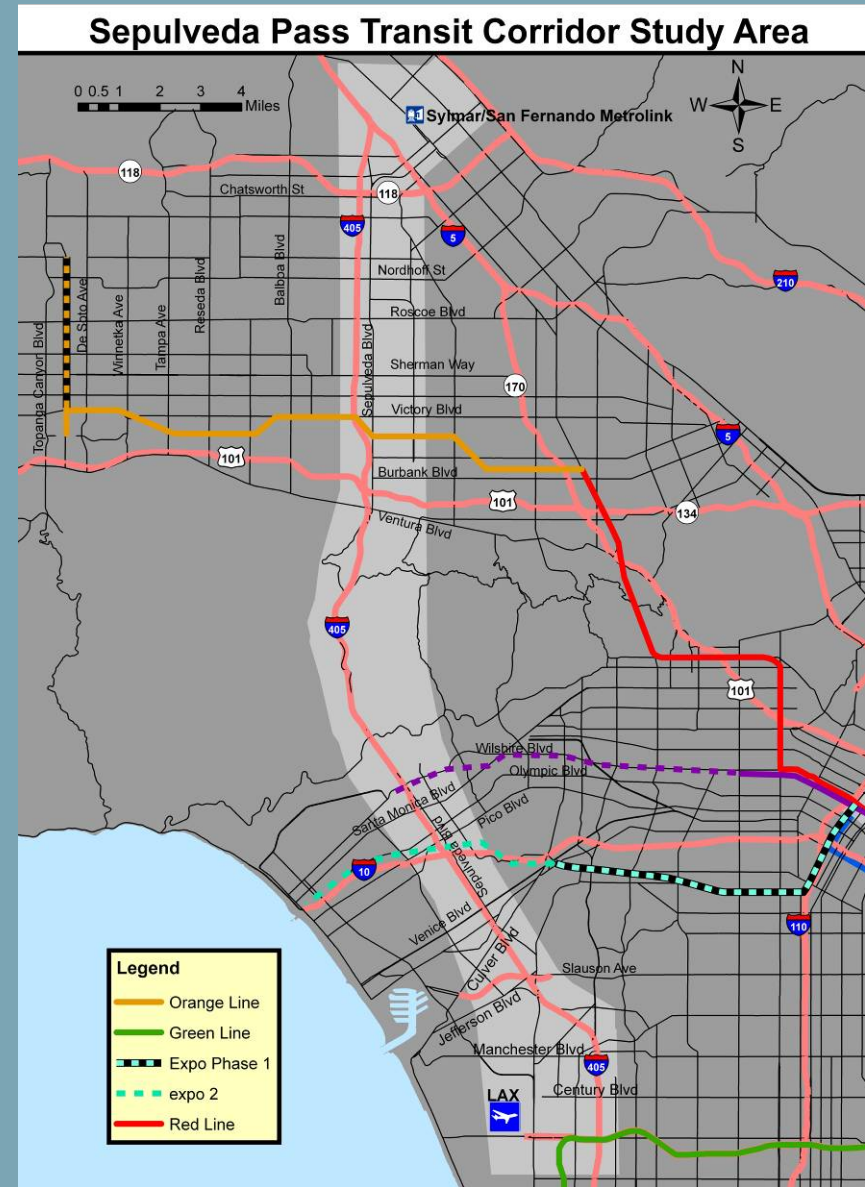 Sepulveda Pass Transit Corridor Study Area
0 0.5 1 2 3 4
Miles
N
W E
S
Sylmar/San Fernando Metrolink
118
Chatsworth St
118
405
5
Nordhoff St
210
Topanga Canyon Blvd
De Soto Ave
Winnetka Ave
Tampa Ave
Reseda Blvd
Balboa Blvd
Sepulveda Blvd
Roscoe Blvd
Sherman Way
170
Victory Blvd
5
101
Burbank Blvd
101
134
Ventura Blvd
405
101
Wilshire Blvd
Olympic Blvd
Santa Monica Blvd
Pico Blvd
Sepulveda Blvd
10
Venice Blvd
110
Culver Blvd
Slauson Ave
Jefferson Blvd
Manchester Blvd
405
Century Blvd
LAX
Legend
Orange Line
Green Line
Expo Phase 1
expo 2
Red Line